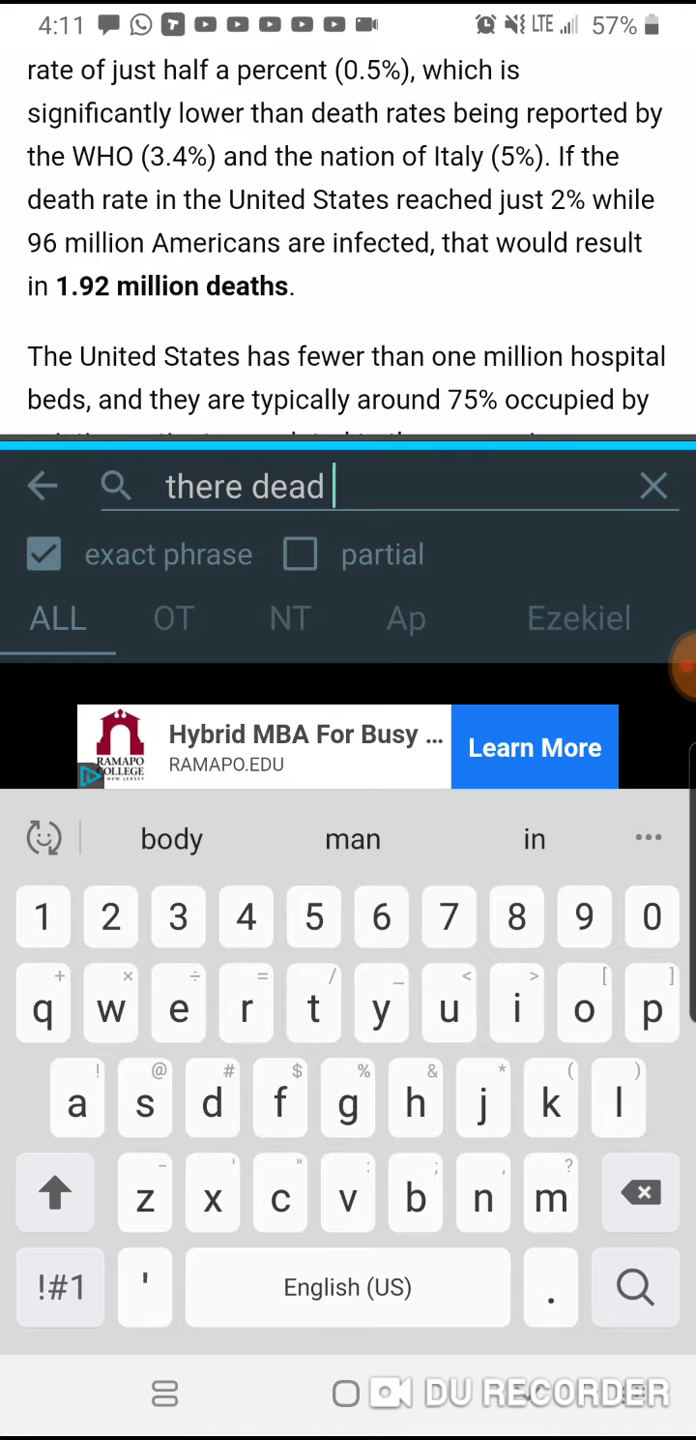 4:11 LTE 57%
rate of just half a percent (0.5%), which is
significantly lower than death rates being reported by
the WHO (3.4%) and the nation of Italy (5%). If the
death rate in the United States reached just 2% while
96 million Americans are infected, that would result
in 1.92 million deaths.
The United States has fewer than one million hospital
beds, and they are typically around 75% occupied by
there dead
exact phrase partial
ALL OT NT Ap Ezekiel
RAMAPO
COLLEGE
NEW JERSEY
Hybrid MBA For Busy ...
RAMAPO.EDU
Learn More
body man in
1 2 3 4 5 6 7 8 9 0
+ × ÷ = / _ < > [ ]
q w e r t y u i o p
! @ # $ % & * ( )
a s d f g h j k l
- ' " : ; , ?
z x c v b n m
!#1 ' English (US) .
DU RECORDER